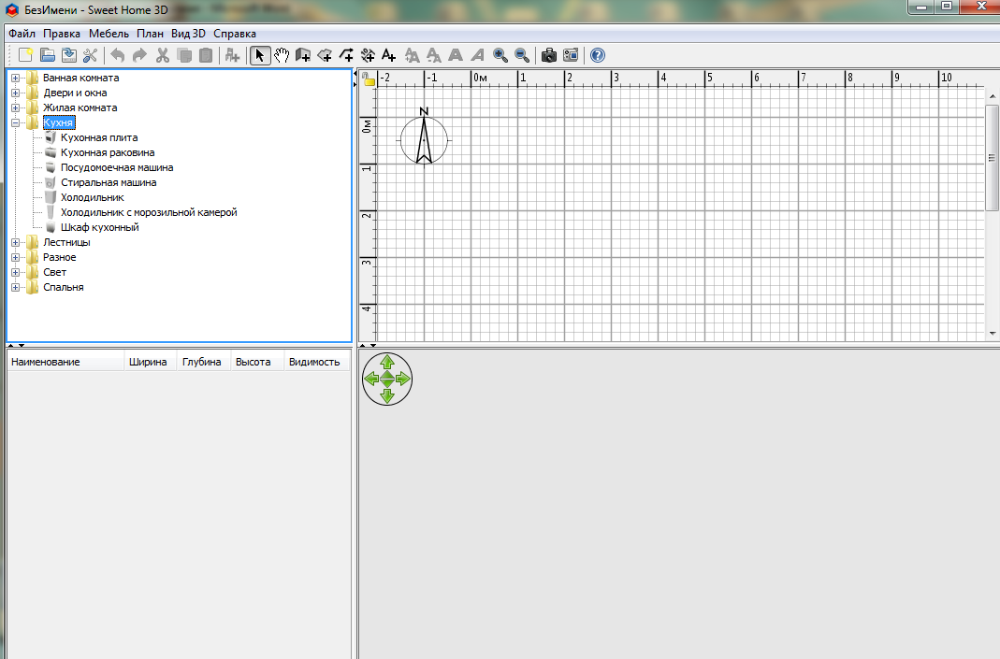 БезИмени - Sweet Home 3D
Файл Правка Мебель План Вид 3D Справка
Ванная комната
Двери и окна
Жилая комната
Кухня
Кухонная плита
Кухонная раковина
Посудомоечная машина
Стиральная машина
Холодильник
Холодильник с морозильной камерой
Шкаф кухонный
Лестницы
Разное
Свет
Спальня
-2 -1 0м 1 2 3 4 5 6 7 8 9 10
0м
1
2
3
4
N
Наименование Ширина Глубина Высота Видимость